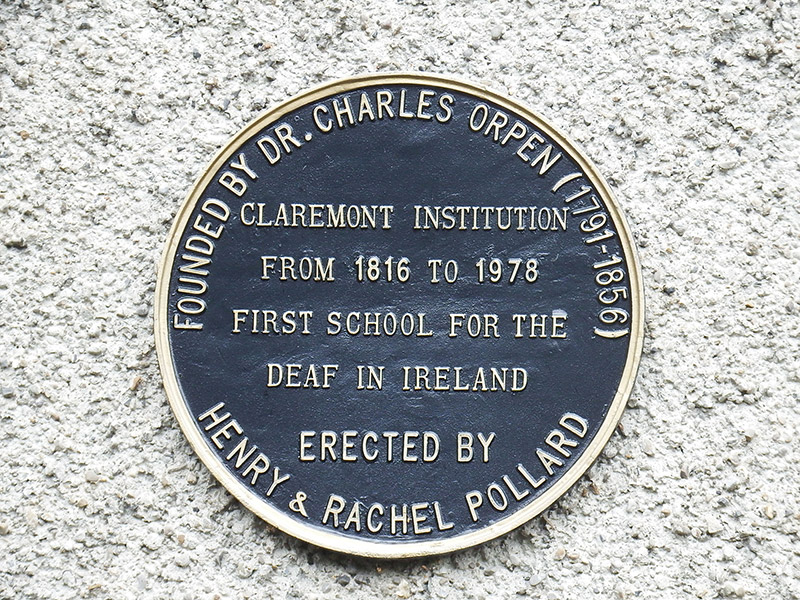 FOUNDED BY DR. CHARLES ORPEN (1791-1856)
CLAREMONT INSTITUTION
FROM 1816 TO 1978
FIRST SCHOOL FOR THE
DEAF IN IRELAND
ERECTED BY
HENRY & RACHEL POLLARD